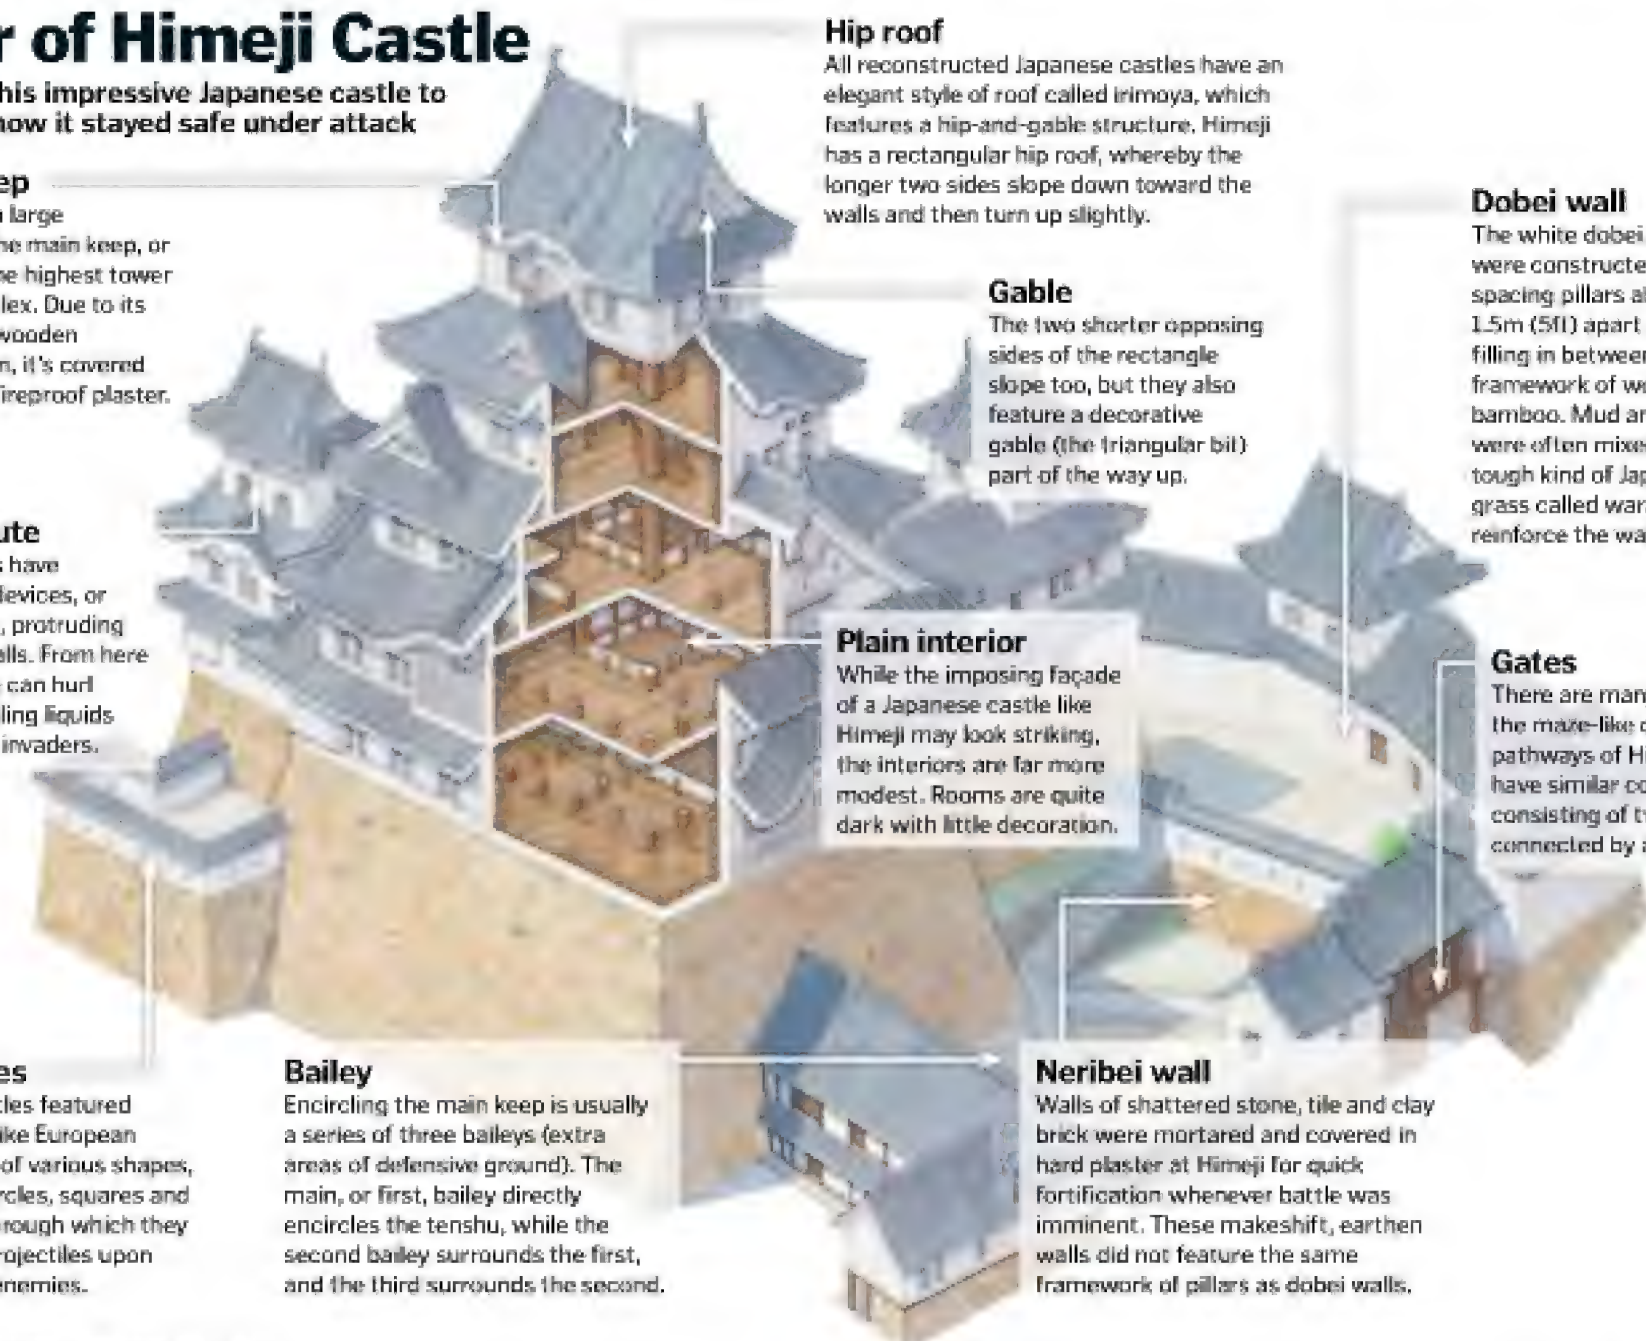 r of Himeji Castle
his impressive Japanese castle to
how it stayed safe under attack
ep
large
he main keep, or
he highest tower
lex. Due to its
wooden
n, it's covered
fireproof plaster.
ute
s have
devices, or
, protruding
alls. From here
can hurl
ling liquids
invaders.
es
tles featured
ike European
of various shapes,
rcles, squares and
rough which they
rojectiles upon
enemies.
Bailey
Encircling the main keep is usually
a series of three baileys (extra
areas of defensive ground). The
main, or first, bailey directly
encircles the tenshu, while the
second bailey surrounds the first,
and the third surrounds the second.
Hip roof
All reconstructed Japanese castles have an
elegant style of roof called irimoya, which
features a hip-and-gable structure. Himeji
has a rectangular hip roof, whereby the
longer two sides slope down toward the
walls and then turn up slightly.
Gable
The two shorter opposing
sides of the rectangle
slope too, but they also
feature a decorative
gable (the triangular bit)
part of the way up.
Plain interior
While the imposing façade
of a Japanese castle like
Himeji may look striking,
the interiors are far more
modest. Rooms are quite
dark with little decoration.
Neribei wall
Walls of shattered stone, tile and clay
brick were mortared and covered in
hard plaster at Himeji for quick
fortification whenever battle was
imminent. These makeshift, earthen
walls did not feature the same
framework of pillars as dobei walls.
Dobei wall
The white dobei
were constructe
spacing pillars a
1.5m (5ft) apart
filling in between
framework of wo
bamboo. Mud an
were often mixe
tough kind of Jap
grass called war
reinforce the wa
Gates
There are man
the maze-like c
pathways of Hi
have similar co
consisting of t
connected by a